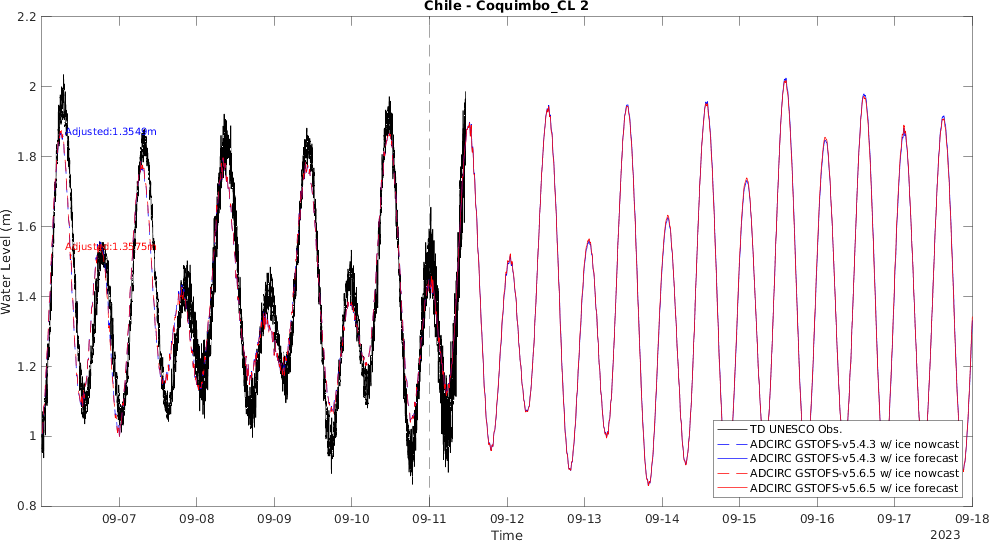 Chile - Coquimbo_CL 2
2.2
2
1.8
1.6
1.4
1.2
1
0.8
Water Level (m)
Adjusted:1.3549m
Adjusted:1.3575m
TD UNESCO Obs.
ADCIRC GSTOFS-v5.4.3 w/ ice nowcast
ADCIRC GSTOFS-v5.4.3 w/ ice forecast
ADCIRC GSTOFS-v5.6.5 w/ ice nowcast
ADCIRC GSTOFS-v5.6.5 w/ ice forecast
09-07 09-08 09-09 09-10 09-11 09-12 09-13 09-14 09-15 09-16 09-17 09-18
Time
2023